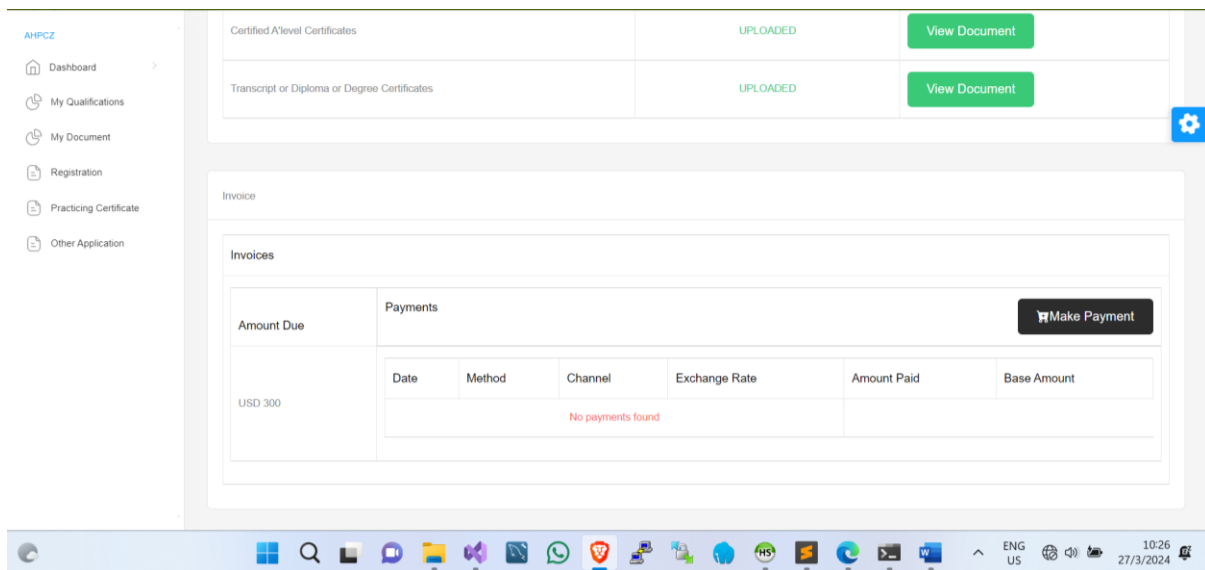 AHPCZ
Dashboard
My Qualifications
My Document
Registration
Practicing Certificate
Other Application
Certified A'level Certificates UPLOADED View Document
Transcript or Diploma or Degree Certificates UPLOADED View Document
Invoice
Invoices
Amount Due Payments Make Payment
Date Method Channel Exchange Rate Amount Paid Base Amount
USD 300
No payments found
HS
W
ENG
US
10:26
27/3/2024